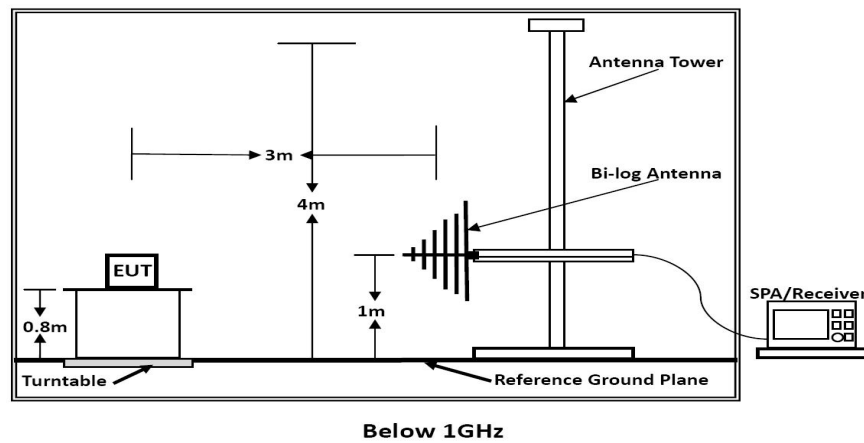 Antenna Tower
3m
Bi-log Antenna
4m
EUT
SPA/Receiver
0.8m
1m
Turntable
Reference Ground Plane
Below 1GHz